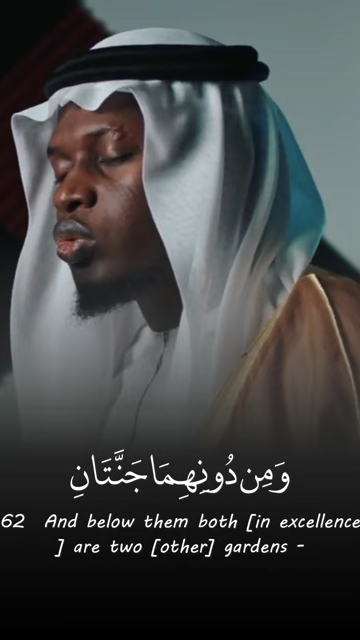 وَمِن دُونِهِمَا جَنَّتَانِ
62 And below them both [in excellence
] are two [other] gardens -